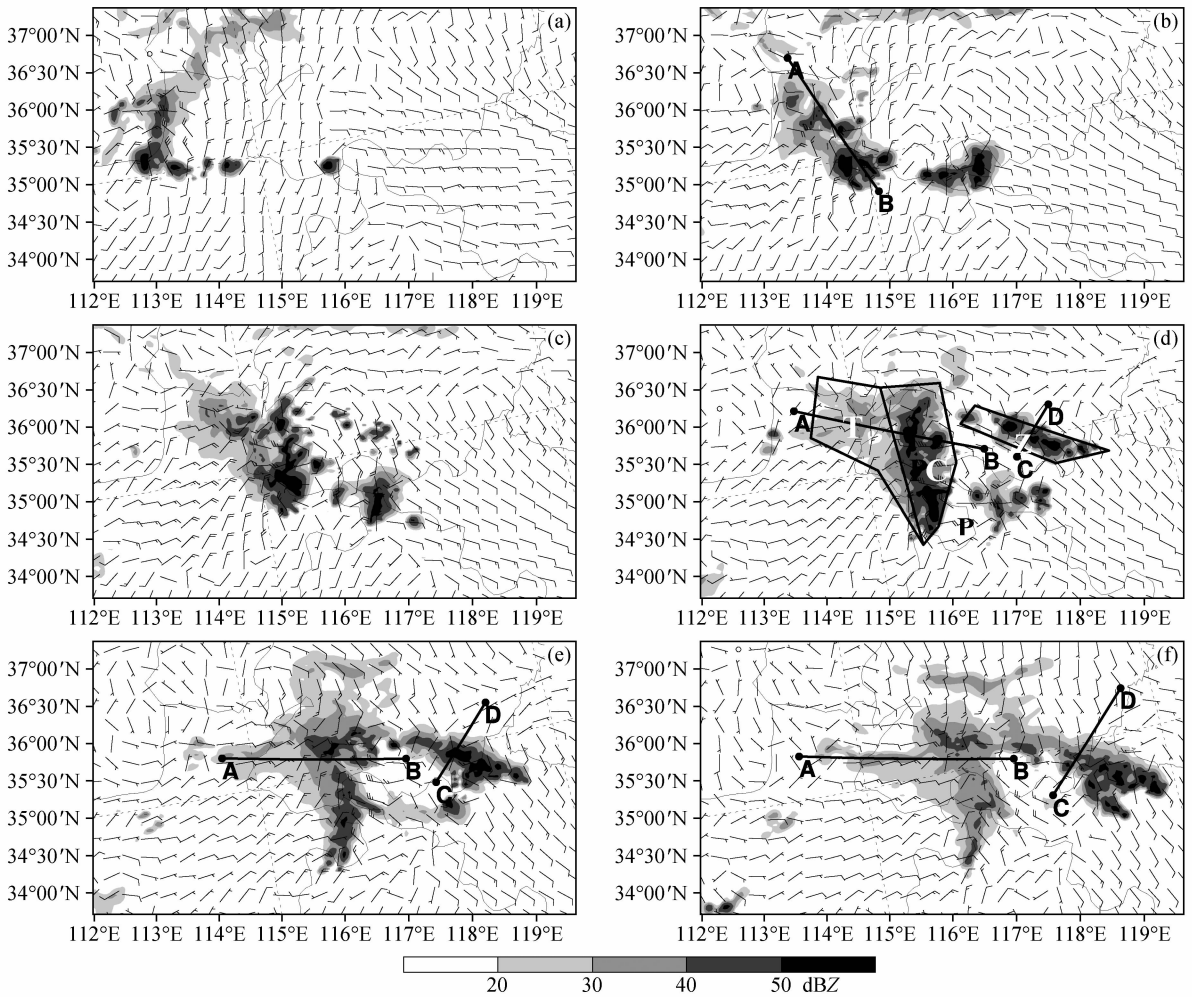 (a)
37°00′N
36°30′N
36°00′N
35°30′N
35°00′N
34°30′N
34°00′N
112°E 113°E 114°E 115°E 116°E 117°E 118°E 119°E
(b)
37°00′N
36°30′N
36°00′N
35°30′N
35°00′N
34°30′N
34°00′N
A
B
112°E 113°E 114°E 115°E 116°E 117°E 118°E 119°E
(c)
37°00′N
36°30′N
36°00′N
35°30′N
35°00′N
34°30′N
34°00′N
112°E 113°E 114°E 115°E 116°E 117°E 118°E 119°E
(d)
37°00′N
36°30′N
36°00′N
35°30′N
35°00′N
34°30′N
34°00′N
A T D
B C
C
P
112°E 113°E 114°E 115°E 116°E 117°E 118°E 119°E
(e)
37°00′N
36°30′N
36°00′N
35°30′N
35°00′N
34°30′N
34°00′N
D
A B
C
112°E 113°E 114°E 115°E 116°E 117°E 118°E 119°E
(f)
37°00′N
36°30′N
36°00′N
35°30′N
35°00′N
34°30′N
34°00′N
D
A B
C
112°E 113°E 114°E 115°E 116°E 117°E 118°E 119°E
20 30 40 50 dBZ